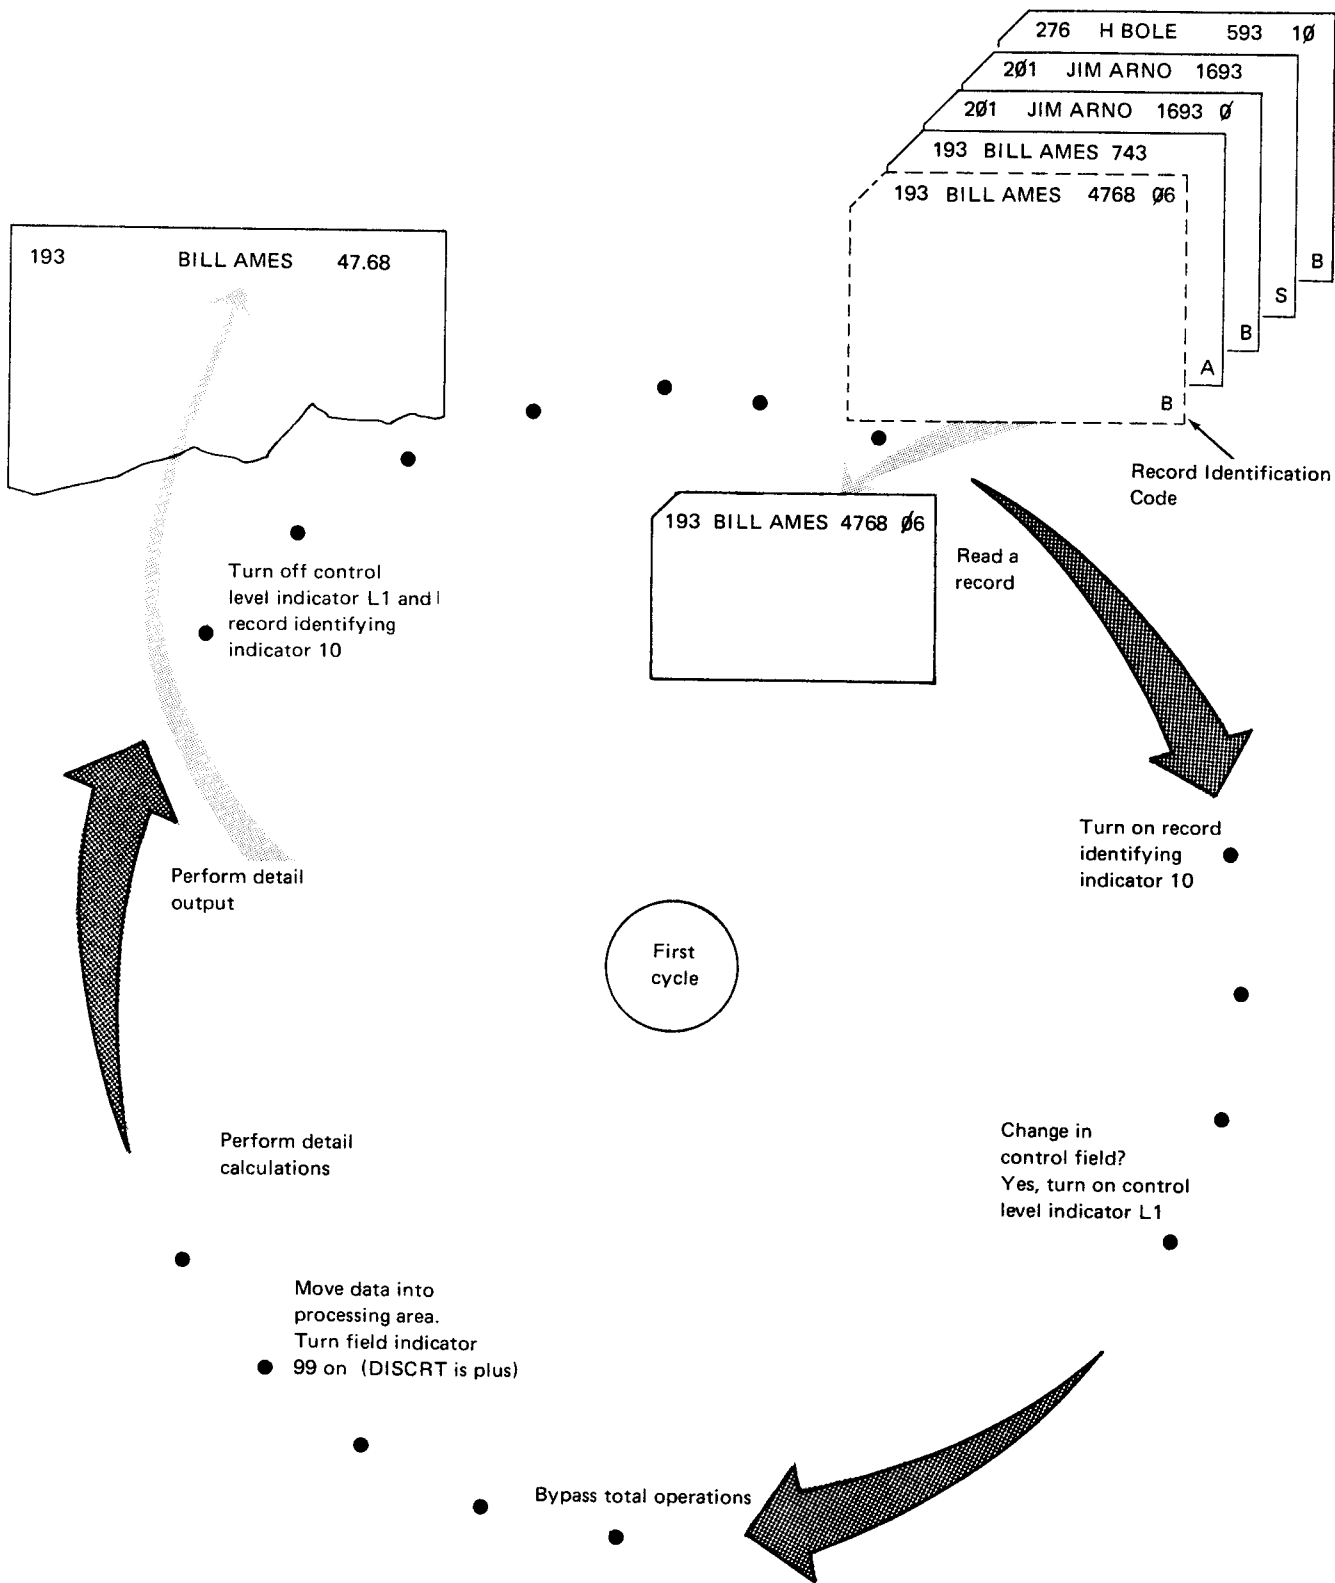 276 H BOLE 593 1Ø
2Ø1 JIM ARNO 1693
2Ø1 JIM ARNO 1693 Ø
193 BILL AMES 743
193 BILL AMES 4768 Ø6
B
S
B
A
B
Record Identification
Code
193 BILL AMES 47.68
193 BILL AMES 4768 Ø6
Read a
record
Turn off control
level indicator L1 and
record identifying
indicator 10
Turn on record
identifying
indicator 10
Perform detail
output
First
cycle
Change in
control field?
Yes, turn on control
level indicator L1
Perform detail
calculations
Move data into
processing area.
Turn field indicator
99 on (DISCRT is plus)
Bypass total operations